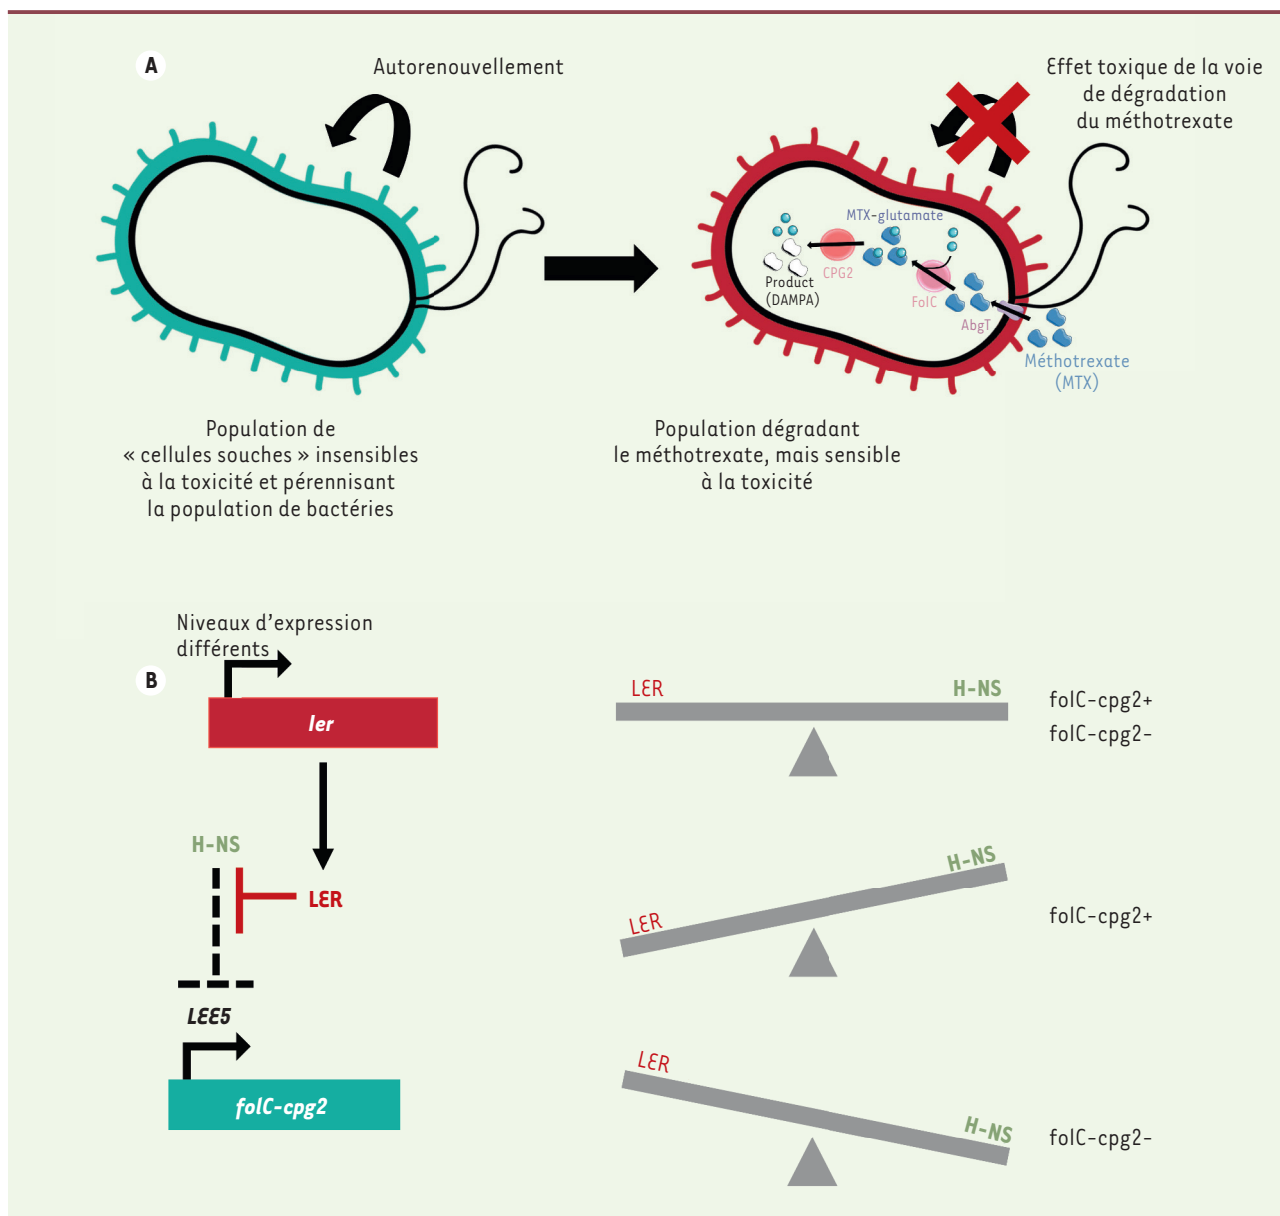 A
Autorenouvellement
Effet toxique de la voie
de dégradation
du méthotrexate
MTX-glutamate
CPG2
Product
(DAMPA)
FolC
AbgT
Méthotrexate
(MTX)
Population de
« cellules souches » insensibles
à la toxicité et pérennisant
la population de bactéries
Population dégradant
le méthotrexate, mais sensible
à la toxicité
B
Niveaux d’expression
différents
ler
H-NS
LER
LEE5
folC-cpg2
LER
H-NS
folC-cpg2+
folC-cpg2-
LER
H-NS
folC-cpg2+
LER
H-NS
folC-cpg2-